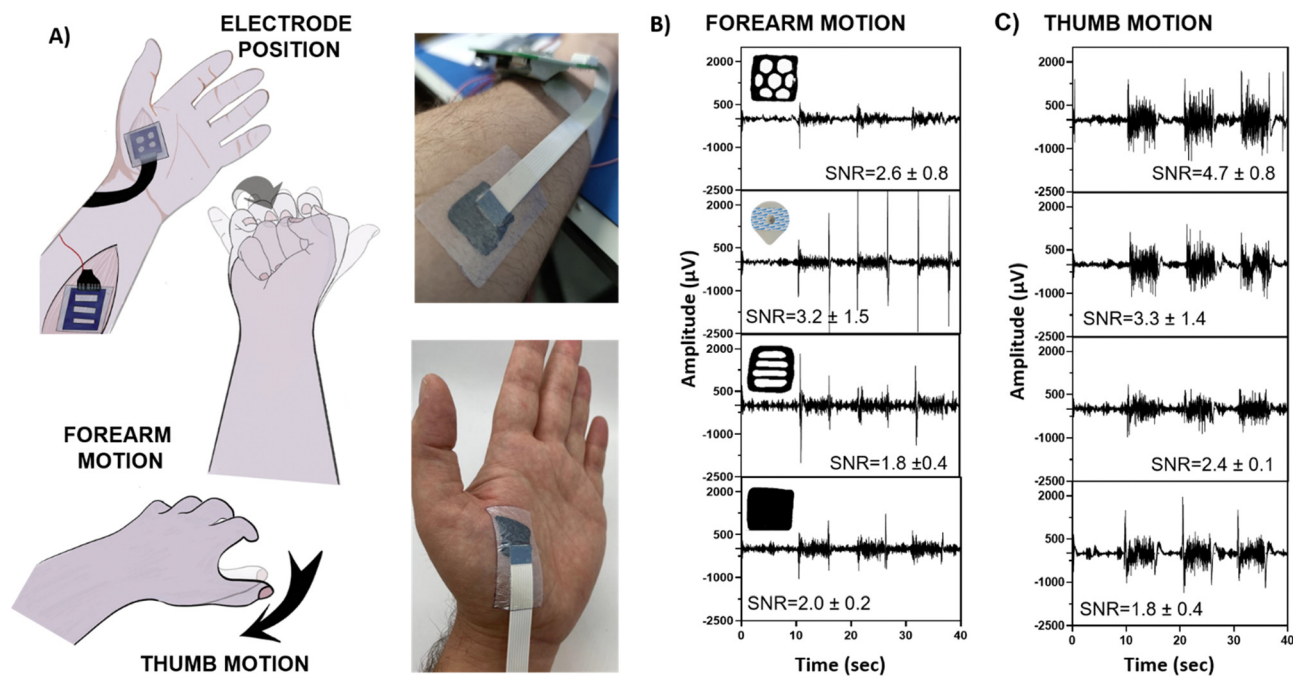 A)
ELECTRODE
POSITION
FOREARM
MOTION
THUMB MOTION
B)
FOREARM MOTION
Amplitude (µV)
2000
500
-1000
-2500
SNR=2.6 ± 0.8
2000
500
-1000
-2500
SNR=3.2 ± 1.5
2000
500
-1000
-2500
SNR=1.8 ±0.4
2000
500
-1000
-2500
SNR=2.0 ± 0.2
0 10 20 30 40
Time (sec)
C)
THUMB MOTION
Amplitude (µV)
2000
500
-1000
-2500
SNR=4.7 ± 0.8
2000
500
-1000
-2500
SNR=3.3 ± 1.4
2000
500
-1000
-2500
SNR=2.4 ± 0.1
2000
500
-1000
-2500
SNR=1.8 ± 0.4
0 10 20 30 40
Time (sec)